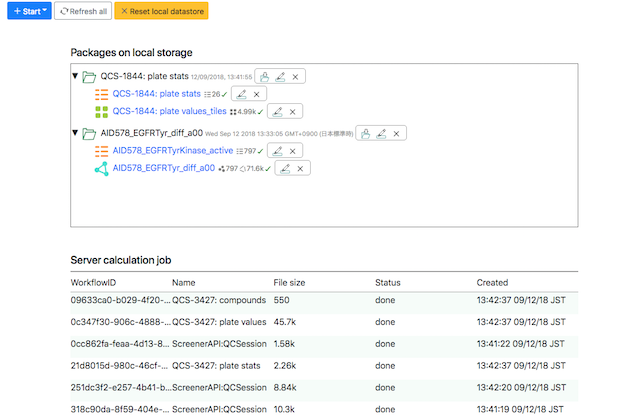 + Start Refresh all × Reset local datastore
Packages on local storage
QCS-1844: plate stats 12/09/2018, 13:41:55
QCS-1844: plate stats 26 ✓
QCS-1844: plate values_tiles 4.99k ✓
AID578_EGFRTyr_diff_a00 Wed Sep 12 2018 13:33:05 GMT+0900 (日本標準時)
AID578_EGFRTyrKinase_active 797 ✓
AID578_EGFRTyr_diff_a00 797 71.6k ✓
Server calculation job
WorkflowID Name File size Status Created
09633ca0-b029-4f20-... QCS-3427: compounds 550 done 13:42:37 09/12/18 JST
0c347f30-906c-4888-... QCS-3427: plate values 45.7k done 13:42:37 09/12/18 JST
0cc862fa-feaa-4d13-8... ScreenerAPI:QCSession 1.58k done 13:41:22 09/12/18 JST
21d8015d-980c-46cf-... QCS-3427: plate stats 2.26k done 13:42:37 09/12/18 JST
251dc3f2-e257-4b41-b... ScreenerAPI:QCSession 8.84k done 13:42:20 09/12/18 JST
318c90da-8f59-404e-... ScreenerAPI:QCSession 10.3k done 13:41:19 09/12/18 JST